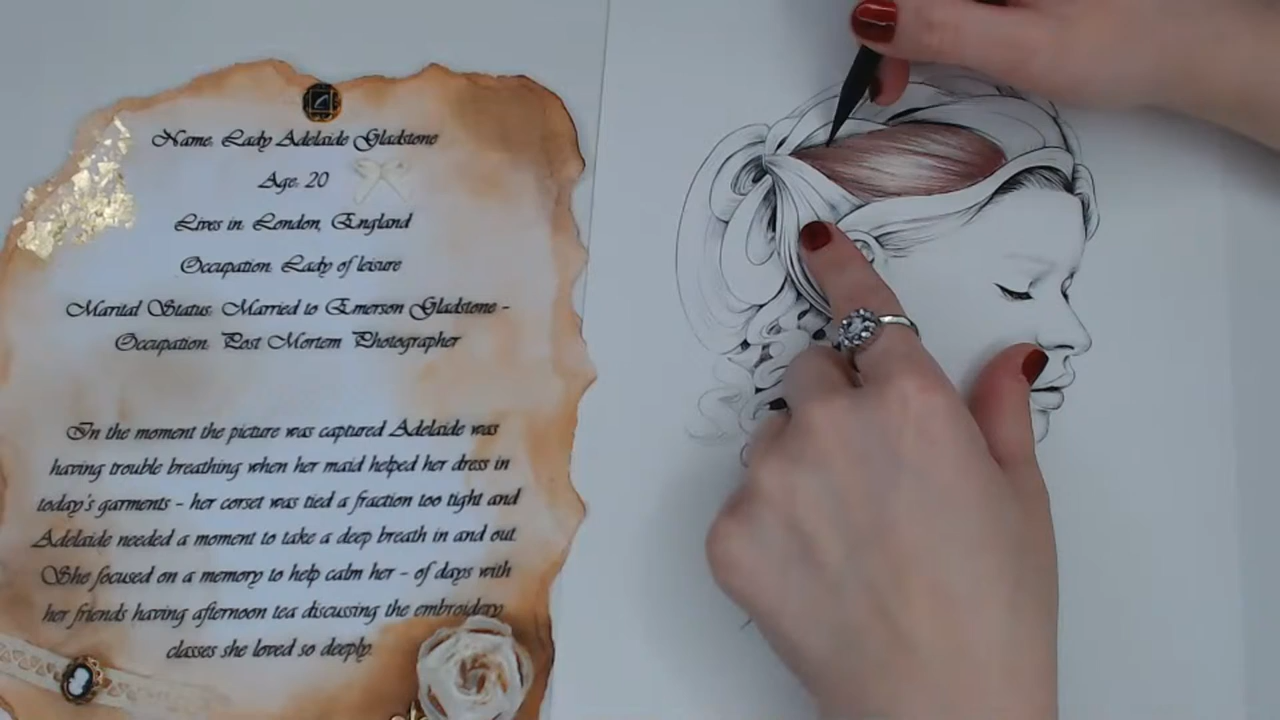 Name: Lady Adelaide Gladstone
Age: 20
Lives in: London, England
Occupation: Lady of leisure
Marital Status: Married to Emerson Gladstone -
Occupation: Post Mortem Photographer
In the moment the picture was captured Adelaide was
having trouble breathing when her maid helped her dress in
today's garments - her corset was tied a fraction too tight and
Adelaide needed a moment to take a deep breath in and out.
She focused on a memory to help calm her - of days with
her friends having afternoon tea discussing the embroidery
classes she loved so deeply.